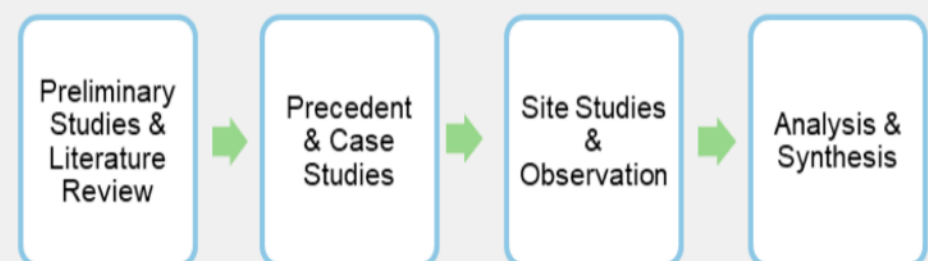 Preliminary
Studies &
Literature
Review
Precedent
& Case
Studies
Site Studies
&
Observation
Analysis &
Synthesis